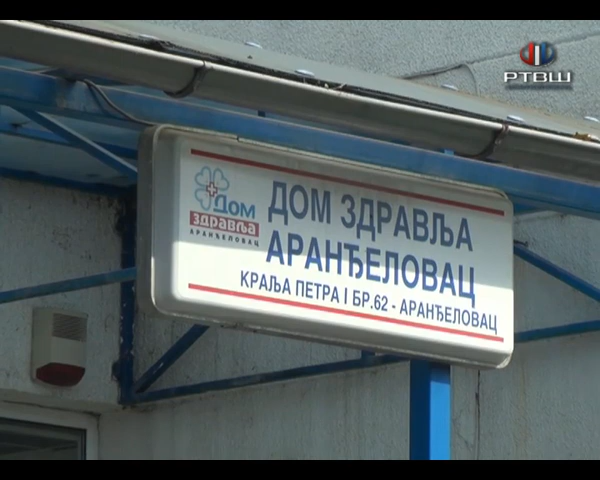 РТВШ
ДОМ ЗДРАВЉА
АРАНЂЕЛОВАЦ
КРАЉА ПЕТРА I БР.62 - АРАНЂЕЛОВАЦ
ДОМ
ЗДРАВЉА
АРАНЂЕЛОВАЦ